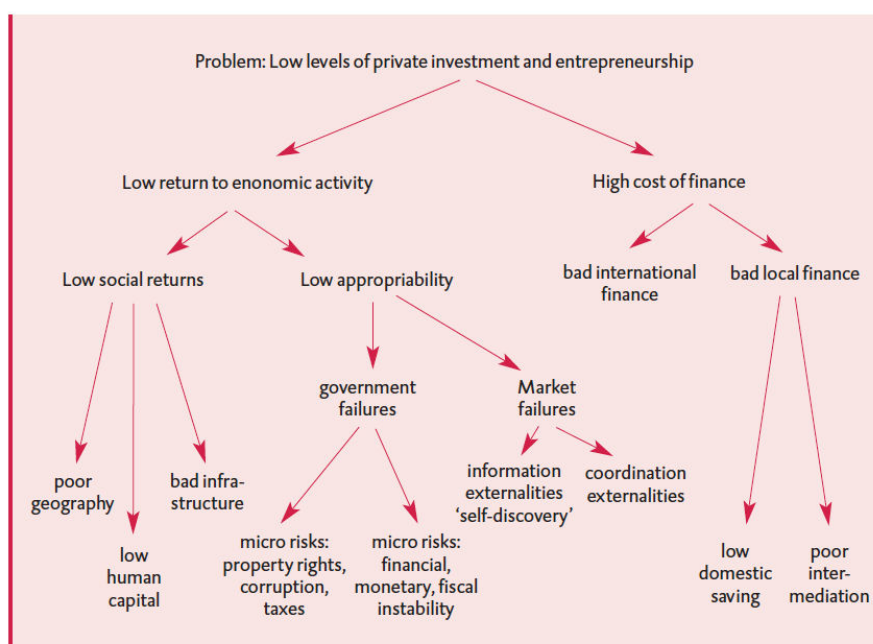 Problem: Low levels of private investment and entrepreneurship
Low return to enonomic activity
High cost of finance
Low social returns
Low appropriability
bad international
finance
bad local finance
government
failures
Market
failures
poor
geography
bad infra-
structure
information
externalities
‘self-discovery’
coordination
externalities
low
human
capital
micro risks:
property rights,
corruption,
taxes
micro risks:
financial,
monetary, fiscal
instability
low
domestic
saving
poor
inter-
mediation